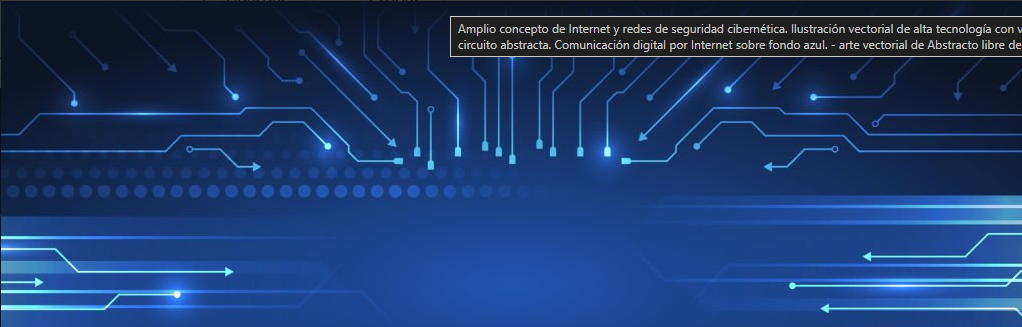 Amplio concepto de Internet y redes de seguridad cibernética. Ilustración vectorial de alta tecnología con
circuito abstracta. Comunicación digital por Internet sobre fondo azul. - arte vectorial de Abstracto libre de